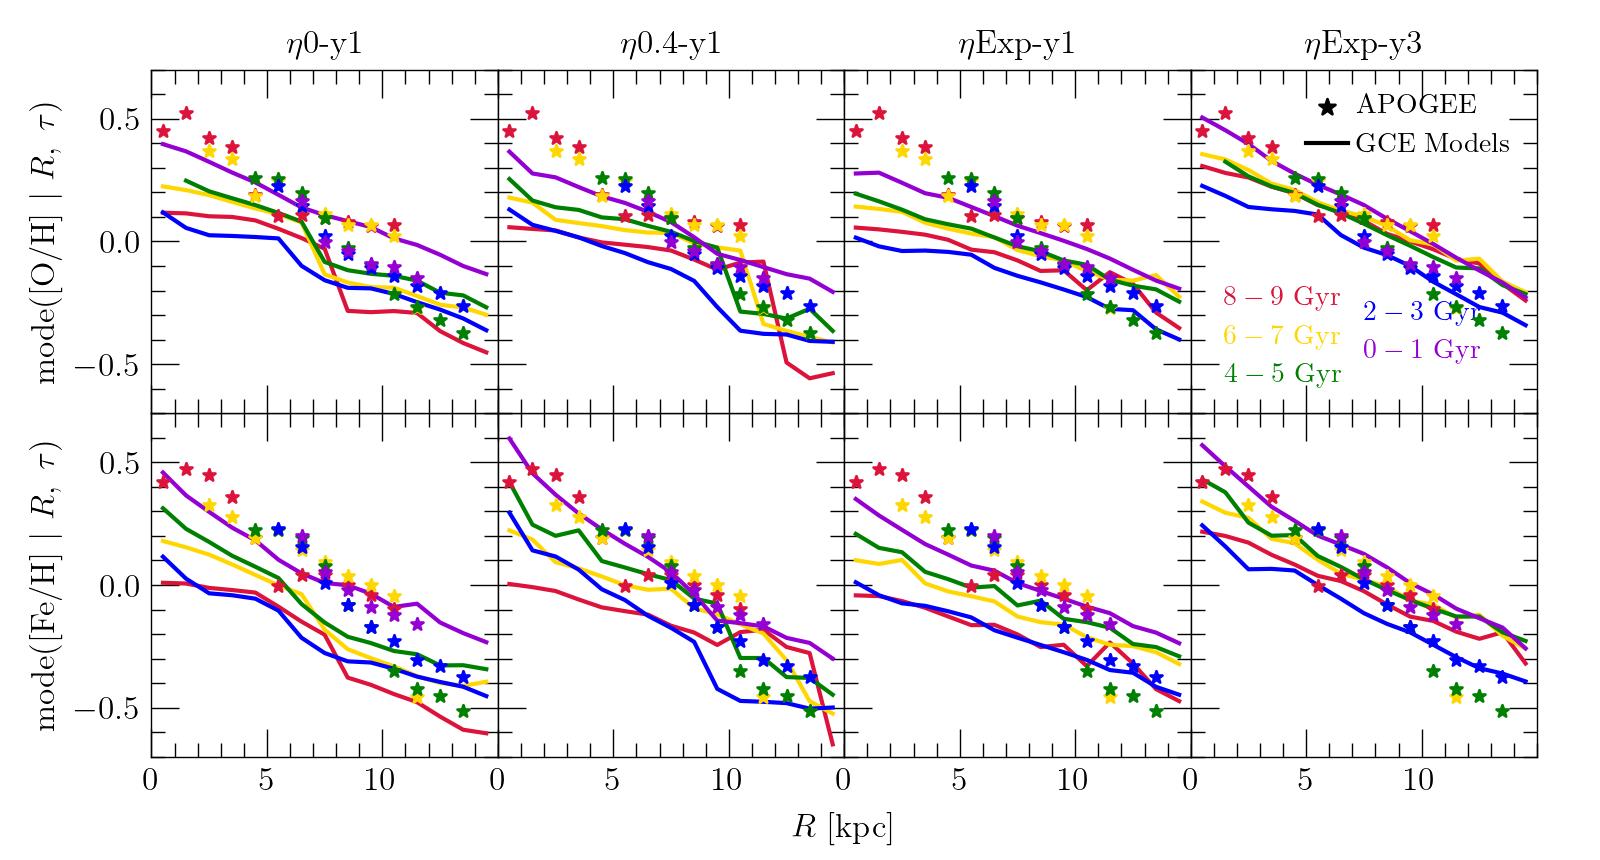 η0-y1 η0.4-y1 ηExp-y1 ηExp-y3
mode([O/H] | R, τ)
0.5
0.0
−0.5
APOGEE
GCE Models
8 − 9 Gyr
2 − 3 Gyr
6 − 7 Gyr
0 − 1 Gyr
4 − 5 Gyr
mode([Fe/H] | R, τ)
0.5
0.0
−0.5
0 5 10 0 5 10 0 5 10 0 5 10
R [kpc]